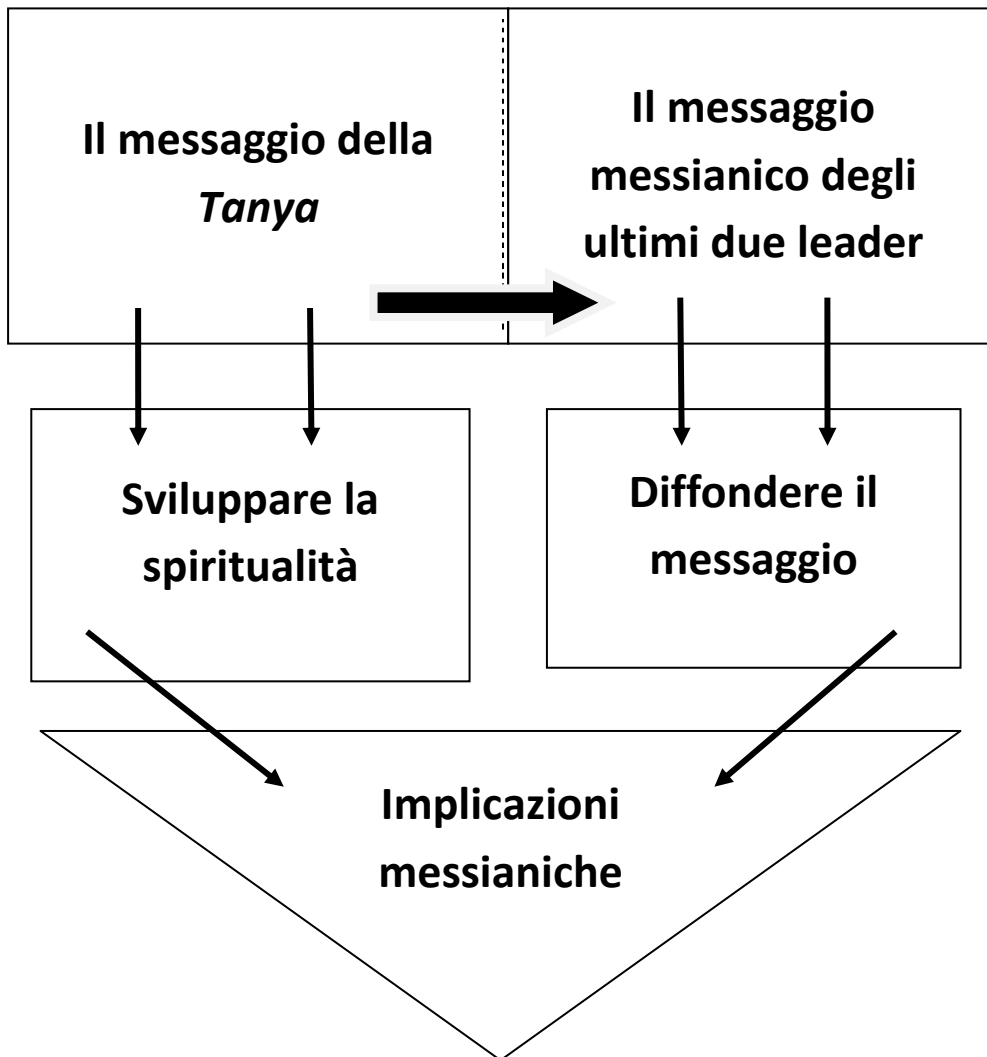 Il messaggio della
Tanya
Il messaggio
messianico degli
ultimi due leader
Sviluppare la
spiritualità
Diffondere il
messaggio
Implicazioni
messianiche